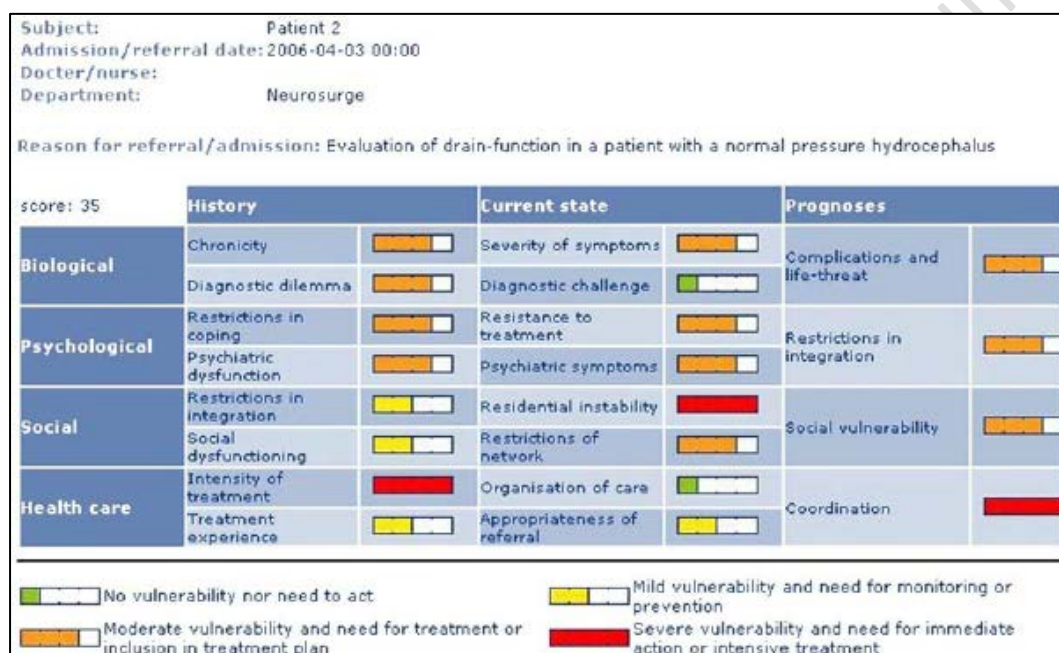 Subject: Patient 2
Admission/referral date: 2006-04-03 00:00
Docter/nurse:
Department: Neurosurge
Reason for referral/admission: Evaluation of drain-function in a patient with a normal pressure hydrocephalus
score: 35 History Current state Prognoses
Biological
Chronicity
Severity of symptoms
Complications and
life-threat
Diagnostic dilemma
Diagnostic challenge
Psychological
Restrictions in
coping
Resistance to
treatment
Restrictions in
integration
Psychiatric
dysfunction
Psychiatric symptoms
Social
Restrictions in
integration
Residential instability
Social vulnerability
Social
dysfunctioning
Restrictions of
network
Health care
Intensity of
treatment
Organisation of care
Coordination
Treatment
experience
Appropriateness of
referral
No vulnerability nor need to act
Mild vulnerability and need for monitoring or
prevention
Moderate vulnerability and need for treatment or
inclusion in treatment plan
Severe vulnerability and need for immediate
action or intensive treatment